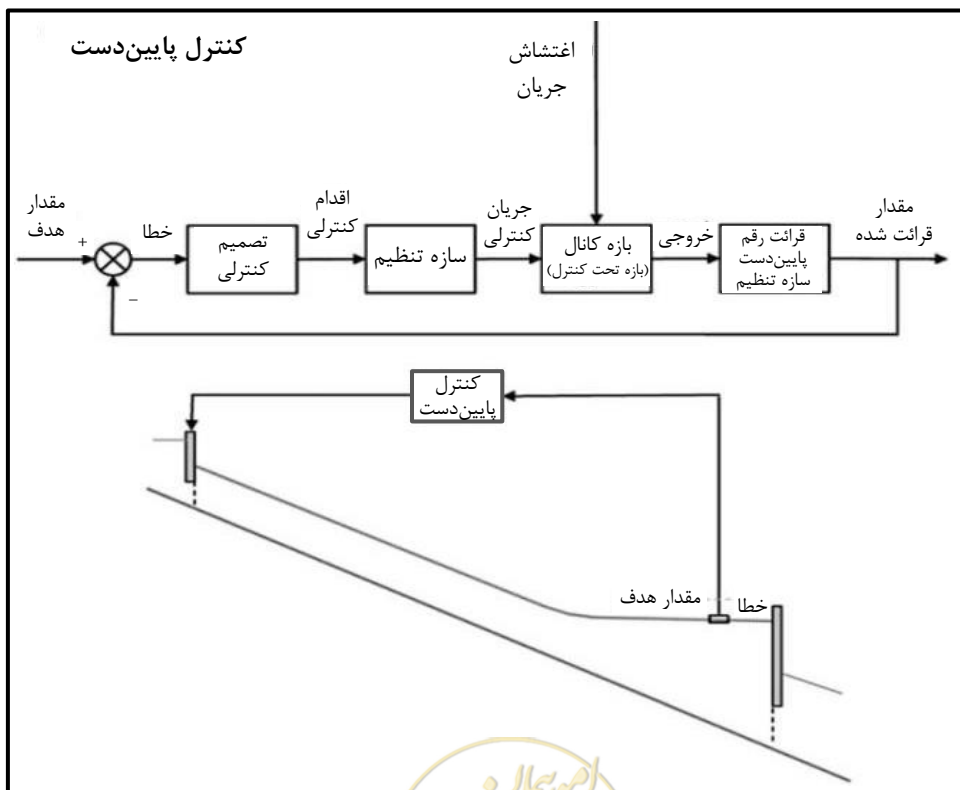 کنترل پایین‌دست
اغتشاش
جریان
مقدار
هدف
+
_
خطا
تصمیم
کنترلی
اقدام
کنترلی
سازه تنظیم
جریان
کنترلی
بازه کانال
(بازه تحت کنترل)
خروجی
قرائت رقم
پایین‌دست
سازه تنظیم
مقدار
قرائت شده
کنترل
پایین‌دست
مقدار هدف
خطا